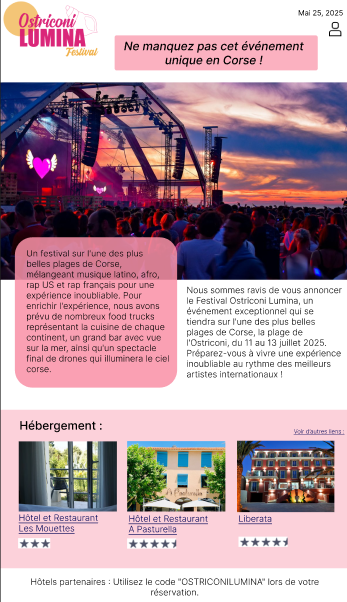 Mai 25, 2025
Ostriconi
LUMINA
Festival
Ne manquez pas cet événement
unique en Corse !
Un festival sur l'une des plus
belles plages de Corse,
mélangeant musique latino, afro,
rap US et rap français pour une
expérience inoubliable. Pour
enrichir l'expérience, nous avons
prévu de nombreux food trucks
représentant la cuisine de chaque
continent, un grand bar avec vue
sur la mer, ainsi qu'un spectacle
final de drones qui illuminera le ciel
corse.
Nous sommes ravis de vous annoncer
le Festival Ostriconi Lumina, un
événement exceptionnel qui se
tiendra sur l'une des plus belles
plages de Corse, la plage de
l'Ostriconi, du 11 au 13 juillet 2025.
Préparez-vous à vivre une expérience
inoubliable au rythme des meilleurs
artistes internationaux !
Hébergement :
Voir d'autres liens :
Hôtel et Restaurant
Les Mouettes
Hôtel et Restaurant
A Pasturella
Liberata
Hôtels partenaires : Utilisez le code "OSTRICONILUMINA" lors de votre
réservation.